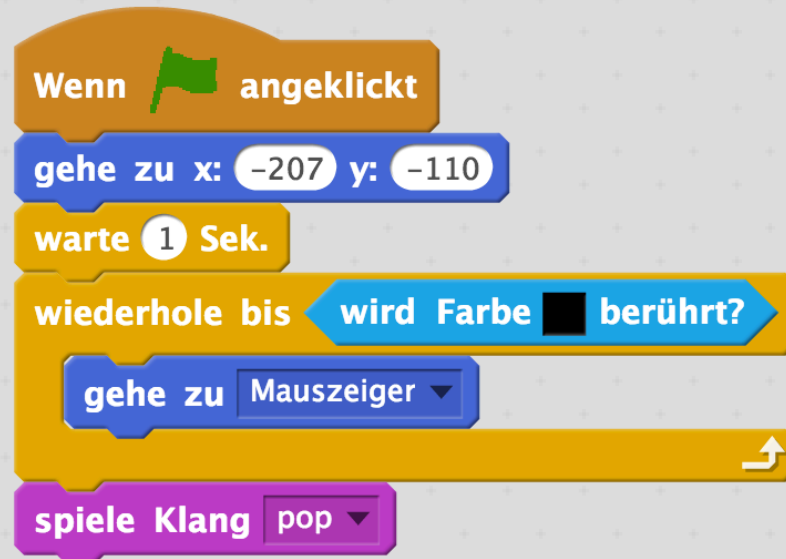 Wenn angeklickt
gehe zu x: -207 y: -110
warte 1 Sek.
wiederhole bis wird Farbe berührt?
gehe zu Mauszeiger
spiele Klang pop